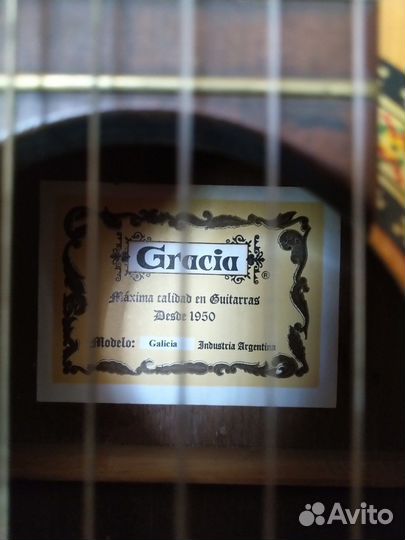 Gracia ®
Máxima calidad en Guitarras
Desde 1950
Modelo: Galicia Industria Argentina
Avito